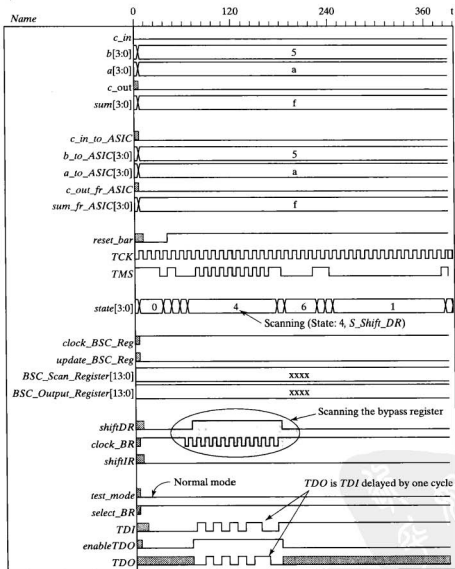 Name
0 120 240 360 t
c_in
b[3:0] 5
a[3:0] a
c_out
sum[3:0] f
c_in_to_ASIC
b_to_ASIC[3:0] 5
a_to_ASIC[3:0] a
c_out_fr_ASIC
sum_fr_ASIC[3:0] f
reset_bar
TCK
TMS
state[3:0] 0 4 6 1
Scanning (State: 4, S_Shift_DR)
clock_BSC_Reg
update_BSC_Reg
BSC_Scan_Register[13:0] xxxx
BSC_Output_Register[13:0] xxxx
Scanning the bypass register
shiftDR
clock_BR
shiftIR
Normal mode
TDO is TDI delayed by one cycle
test_mode
select_BR
TDI
enableTDO
TDO